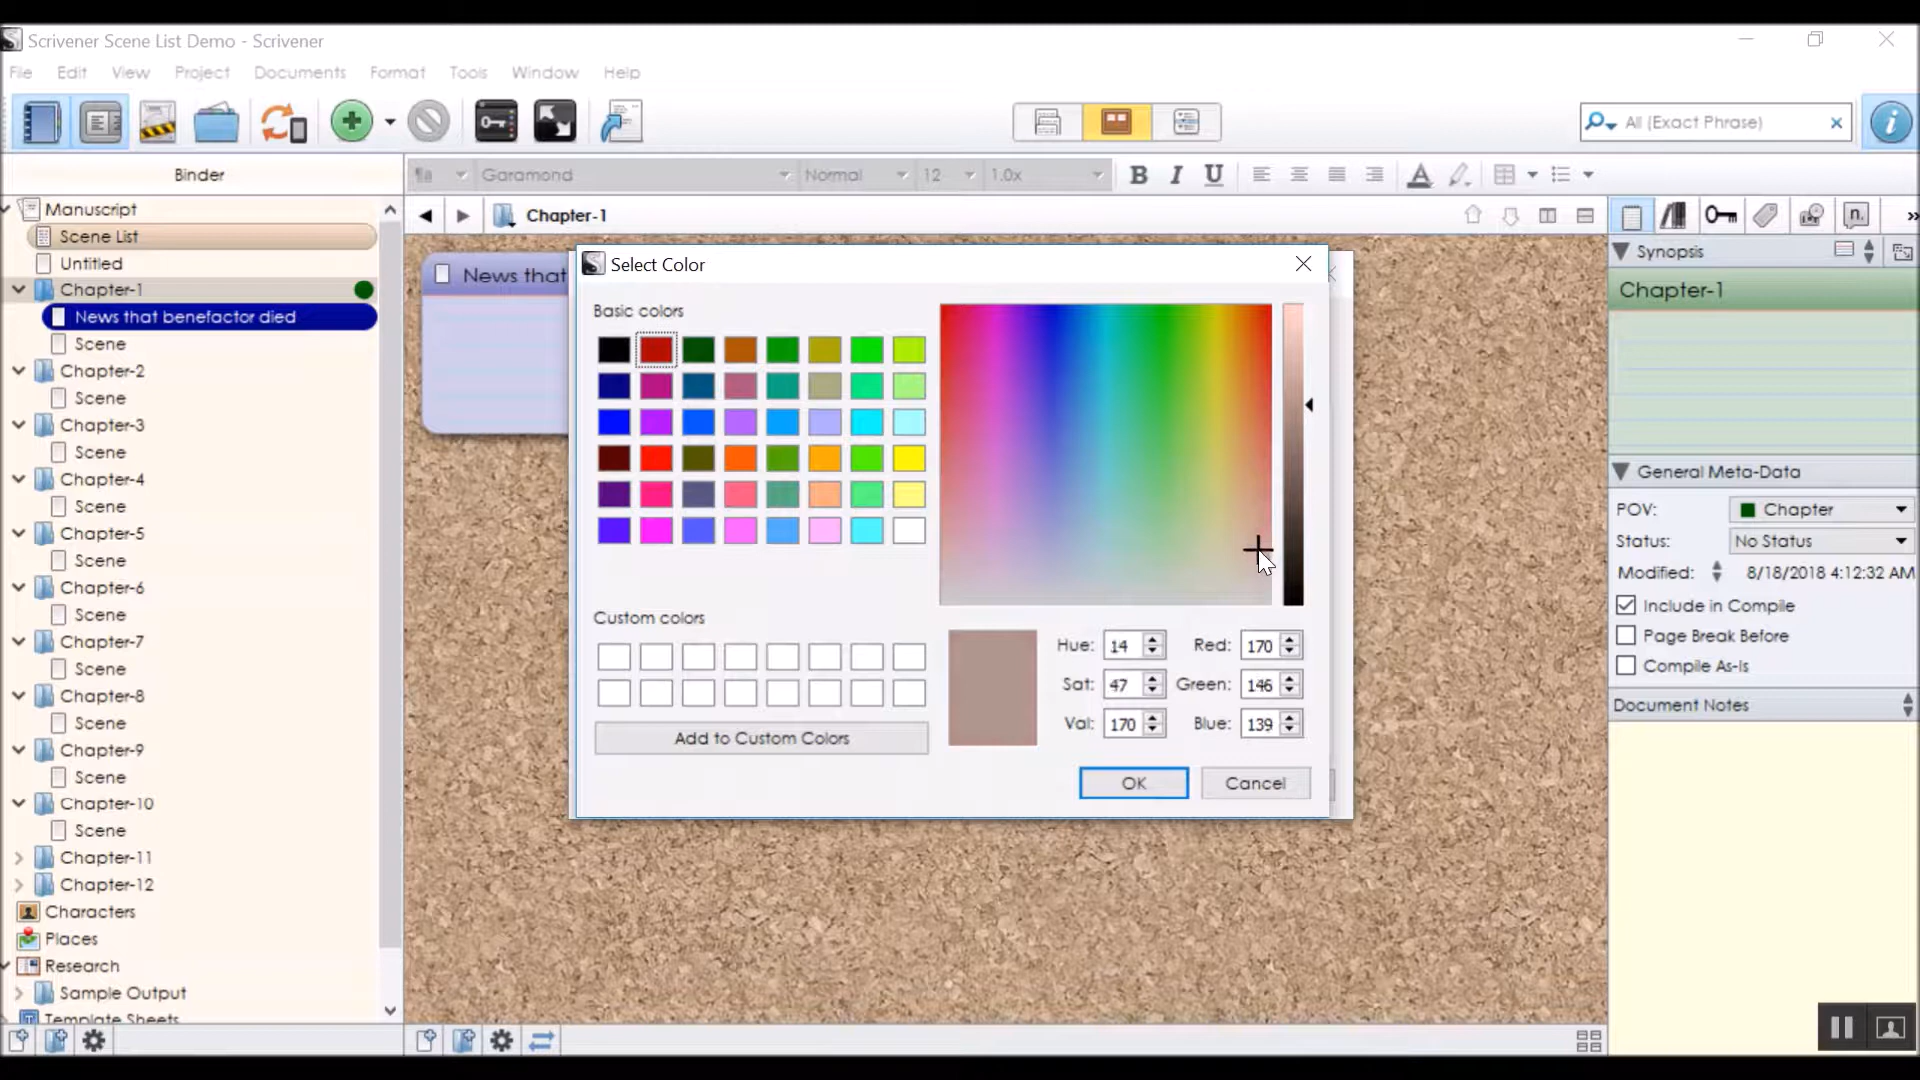 Scrivener Scene List Demo - Scrivener
File Edit View Project Documents Format Tools Window Help
All (Exact Phrase)
Binder
Garamond Normal 12 1.0x B I U A
Manuscript
Scene List
Untitled
Chapter-1
News that benefactor died
Scene
Chapter-2
Scene
Chapter-3
Scene
Chapter-4
Scene
Chapter-5
Scene
Chapter-6
Scene
Chapter-7
Scene
Chapter-8
Scene
Chapter-9
Scene
Chapter-10
Scene
Chapter-11
Chapter-12
Characters
Places
Research
Sample Output
Template Sheets
Chapter-1
News that
Select Color
Basic colors
Custom colors
Add to Custom Colors
Hue: 14 Red: 170
Sat: 47 Green: 146
Val: 170 Blue: 139
OK Cancel
n.
Synopsis
Chapter-1
General Meta-Data
POV: Chapter
Status: No Status
Modified: 8/18/2018 4:12:32 AM
Include in Compile
Page Break Before
Compile As-Is
Document Notes